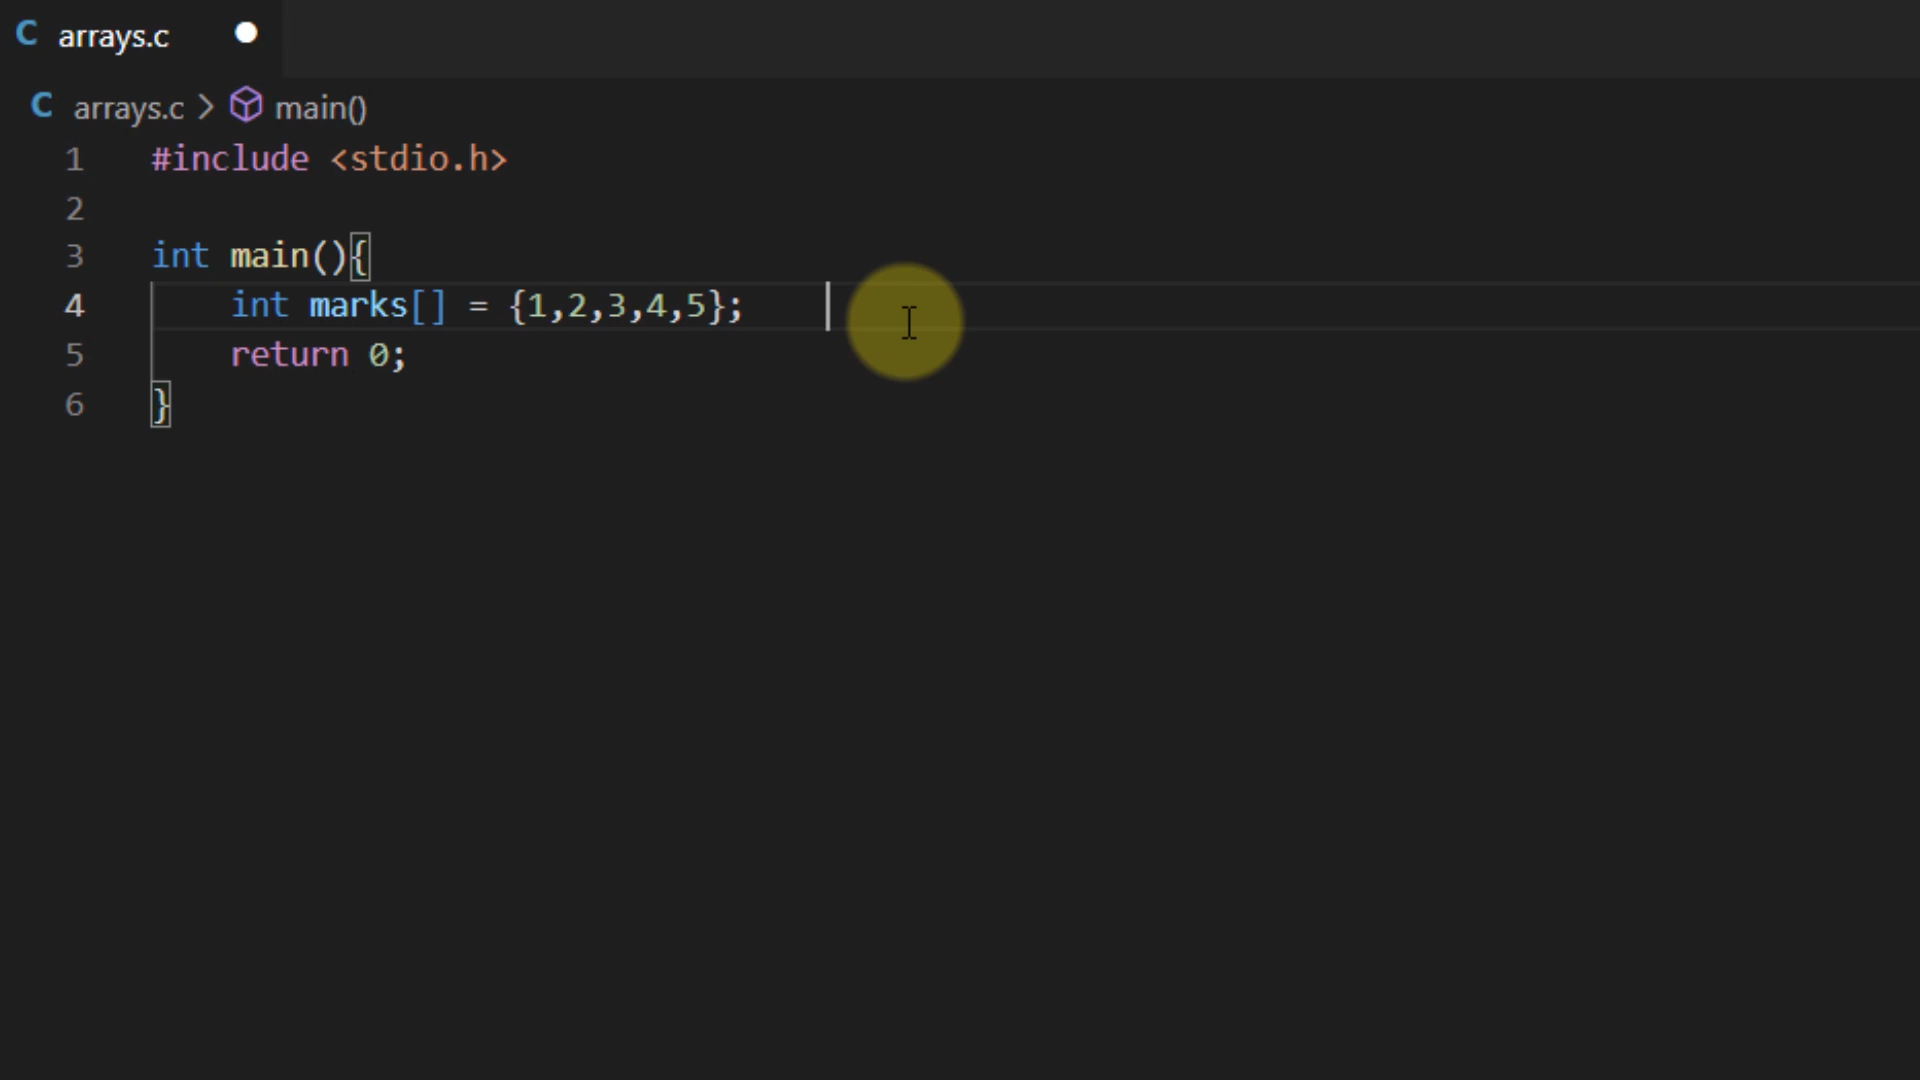 C arrays.c
C arrays.c > main()
1 #include <stdio.h>
2
3 int main(){
4     int marks[] = {1,2,3,4,5};
5     return 0;
6 }